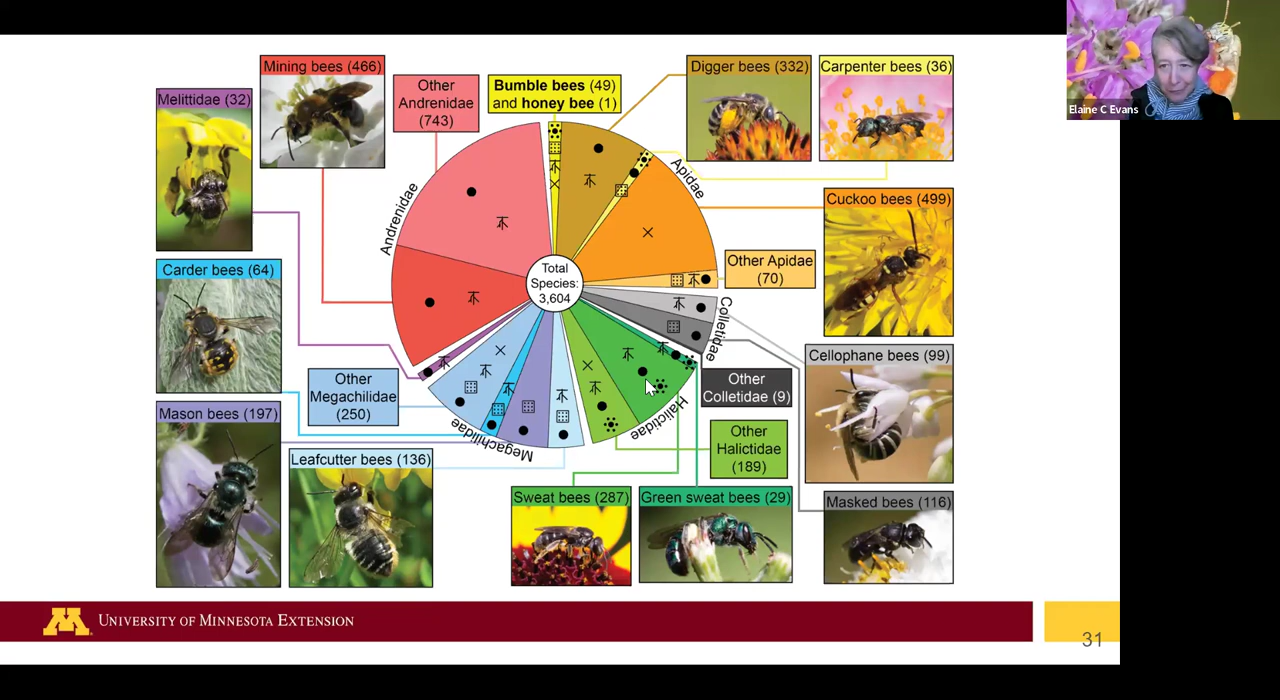 Elaine C Evans
Mining bees (466)
Other
Andrenidae
(743)
Bumble bees (49)
and honey bee (1)
Digger bees (332)
Carpenter bees (36)
Melittidae (32)
Andrenidae
Apidae
Cuckoo bees (499)
Carder bees (64)
Total
Species:
3,604
Other Apidae
(70)
Colletidae
Cellophane bees (99)
Other
Megachilidae
(250)
Other
Colletidae (9)
Mason bees (197)
Megachilidae
Halictidae
Leafcutter bees (136)
Other
Halictidae
(189)
Sweat bees (287)
Green sweat bees (29)
Masked bees (116)
M
UNIVERSITY OF MINNESOTA EXTENSION
31